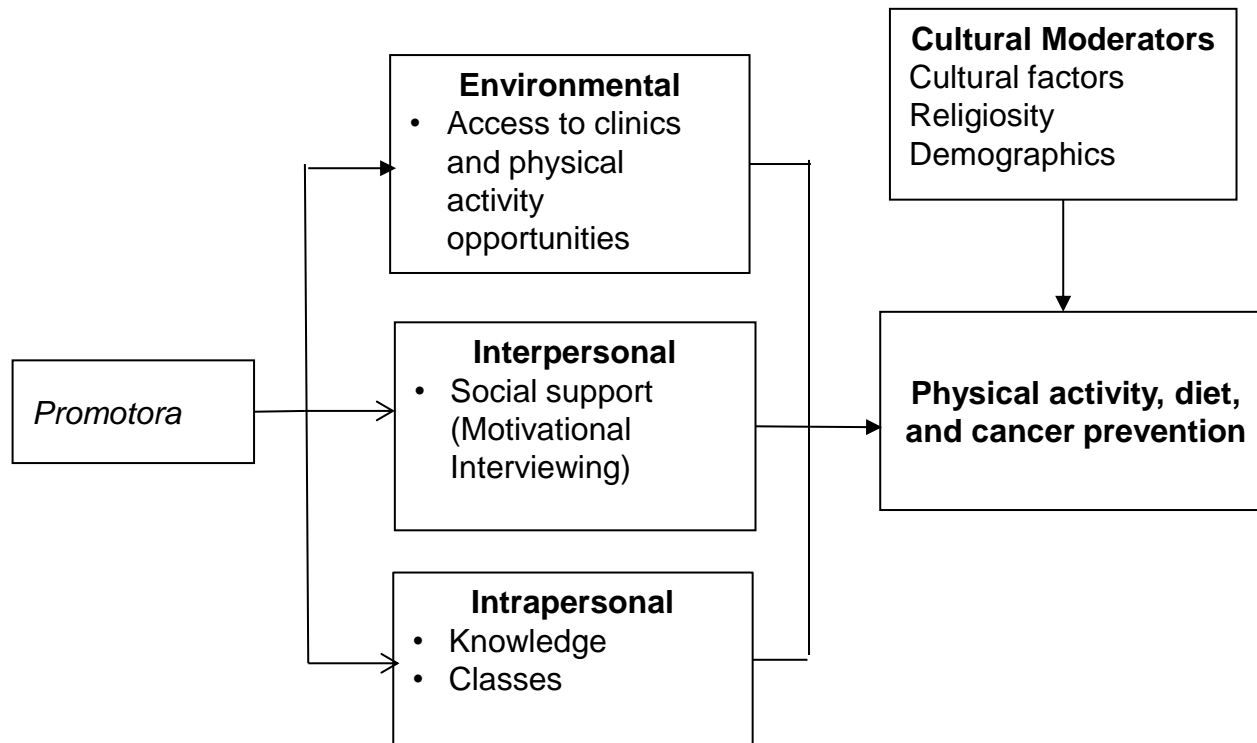 Promotora
Environmental
• Access to clinics
and physical
activity
opportunities
Interpersonal
• Social support
(Motivational
Interviewing)
Intrapersonal
• Knowledge
• Classes
Cultural Moderators
Cultural factors
Religiosity
Demographics
Physical activity, diet,
and cancer prevention